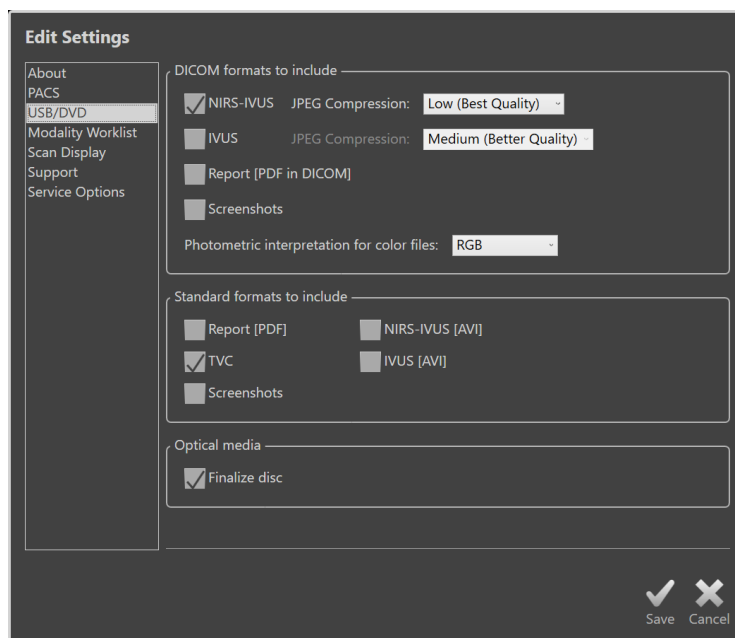 Edit Settings
About
PACS
USB/DVD
Modality Worklist
Scan Display
Support
Service Options
DICOM formats to include
NIRS-IVUS JPEG Compression: Low (Best Quality)
IVUS JPEG Compression: Medium (Better Quality)
Report [PDF in DICOM]
Screenshots
Photometric interpretation for color files: RGB
Standard formats to include
Report [PDF] NIRS-IVUS [AVI]
TVC IVUS [AVI]
Screenshots
Optical media
Finalize disc
Save Cancel